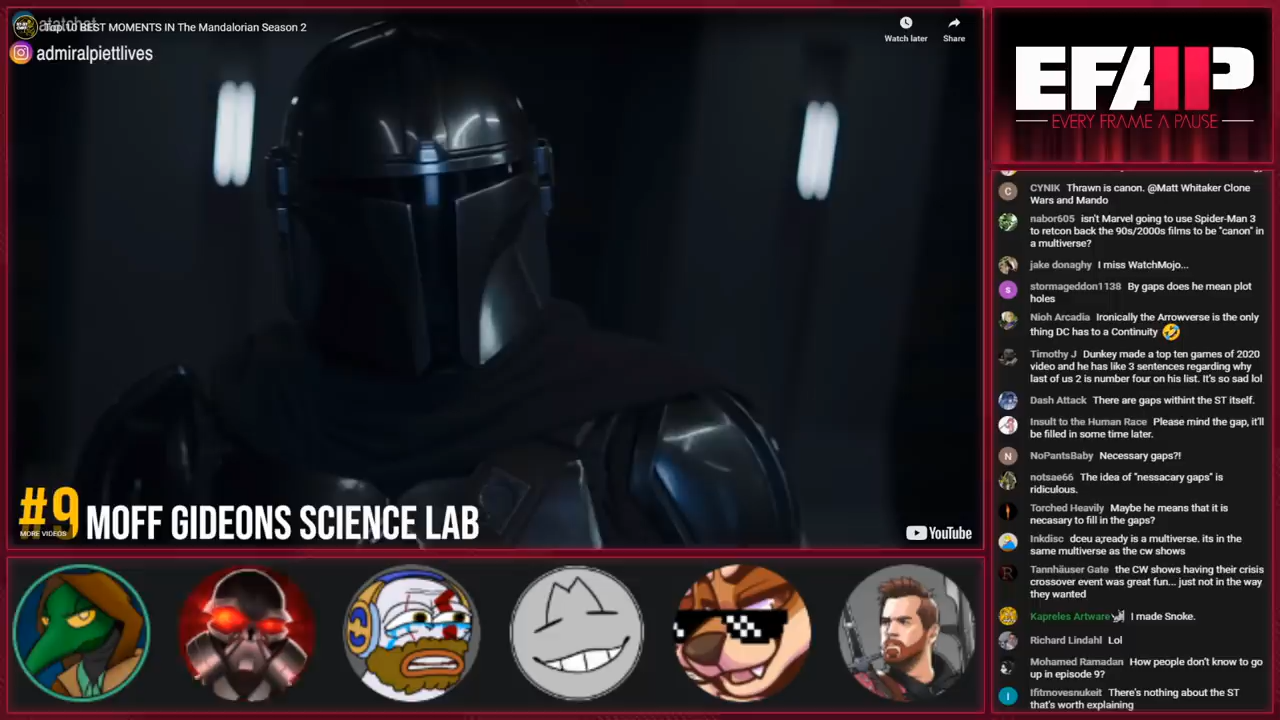 Top 10 BEST MOMENTS IN The Mandalorian Season 2
admiralpiettlives
Watch later
Share
#9 MOFF GIDEONS SCIENCE LAB
MORE VIDEOS
YouTube
EFAP
EVERY FRAME A PAUSE
CYNIK Thrawn is canon. @Matt Whitaker Clone
Wars and Mando
nabor605 isn't Marvel going to use Spider-Man 3
to retcon back the 90s/2000s films to be "canon" in
a multiverse?
jake donaghy I miss WatchMojo...
stormageddon1138 By gaps does he mean plot
holes
Nioh Arcadia Ironically the Arrowverse is the only
thing DC has to a Continuity 🤣
Timothy J Dunkey made a top ten games of 2020
video and he has like 3 sentences regarding why
last of us 2 is number four on his list. It's so sad lol
Dash Attack There are gaps withint the ST itself.
Insult to the Human Race Please mind the gap, it'll
be filled in some time later.
NoPantsBaby Necessary gaps?!
notsae66 The idea of "nessacary gaps" is
ridiculous.
Torched Heavily Maybe he means that it is
necasary to fill in the gaps?
Inkdisc dceu a;ready is a multiverse. its in the
same multiverse as the cw shows
Tannhäuser Gate the CW shows having their crisis
crossover event was great fun... just not in the way
they wanted
Kapreles Artware I made Snoke.
Richard Lindahl Lol
Mohamed Ramadan How people don't know to go
up in episode 9?
Ifitmovesnukeit There's nothing about the ST
that's worth explaining